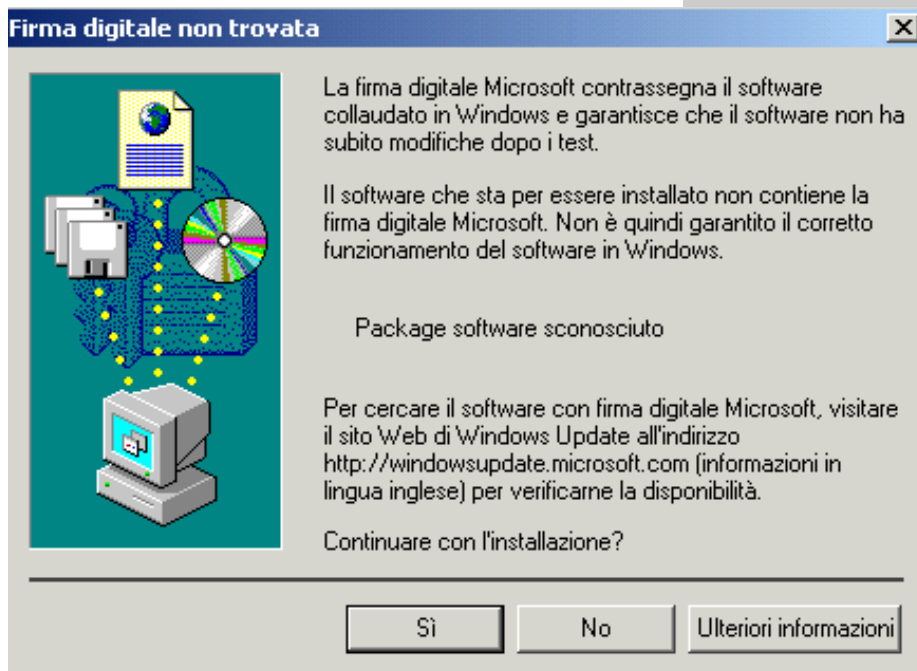 Firma digitale non trovata
La firma digitale Microsoft contrassegna il software
collaudato in Windows e garantisce che il software non ha
subito modifiche dopo i test.
Il software che sta per essere installato non contiene la
firma digitale Microsoft. Non è quindi garantito il corretto
funzionamento del software in Windows.
Package software sconosciuto
Per cercare il software con firma digitale Microsoft, visitare
il sito Web di Windows Update all'indirizzo
http://windowsupdate.microsoft.com (informazioni in
lingua inglese) per verificarne la disponibilità.
Continuare con l'installazione?
Sì
No
Ulteriori informazioni